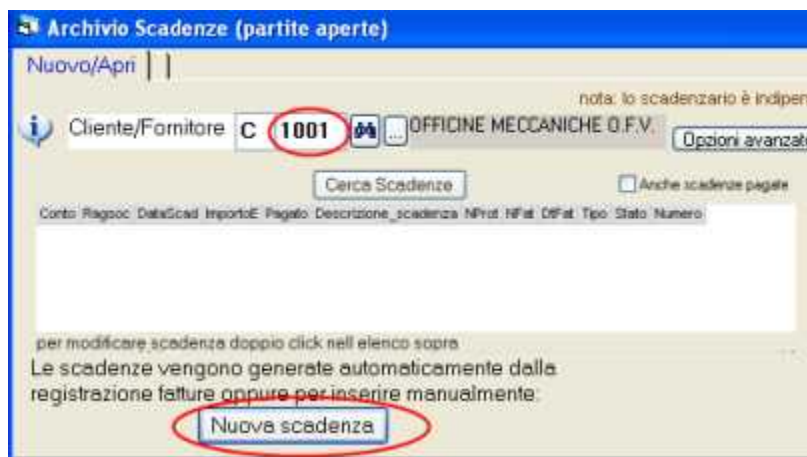 Archivio Scadenze (partite aperte)
Nuovo/Apri
nota: lo scadenzario è indipen
Cliente/Fornitore C 1001 ... OFFICINE MECCANICHE O.F.V. Opzioni avanzate
Cerca Scadenze Anche scadenze pagate
Conto Ragsoc DataScad ImportoE Pagato Descrizione_scadenza NProt NFat DtFat Tipo Stato Numero
per modificare scadenza doppio click nell elenco sopra
Le scadenze vengono generate automaticamente dalla
registrazione fatture oppure per inserire manualmente:
Nuova scadenza